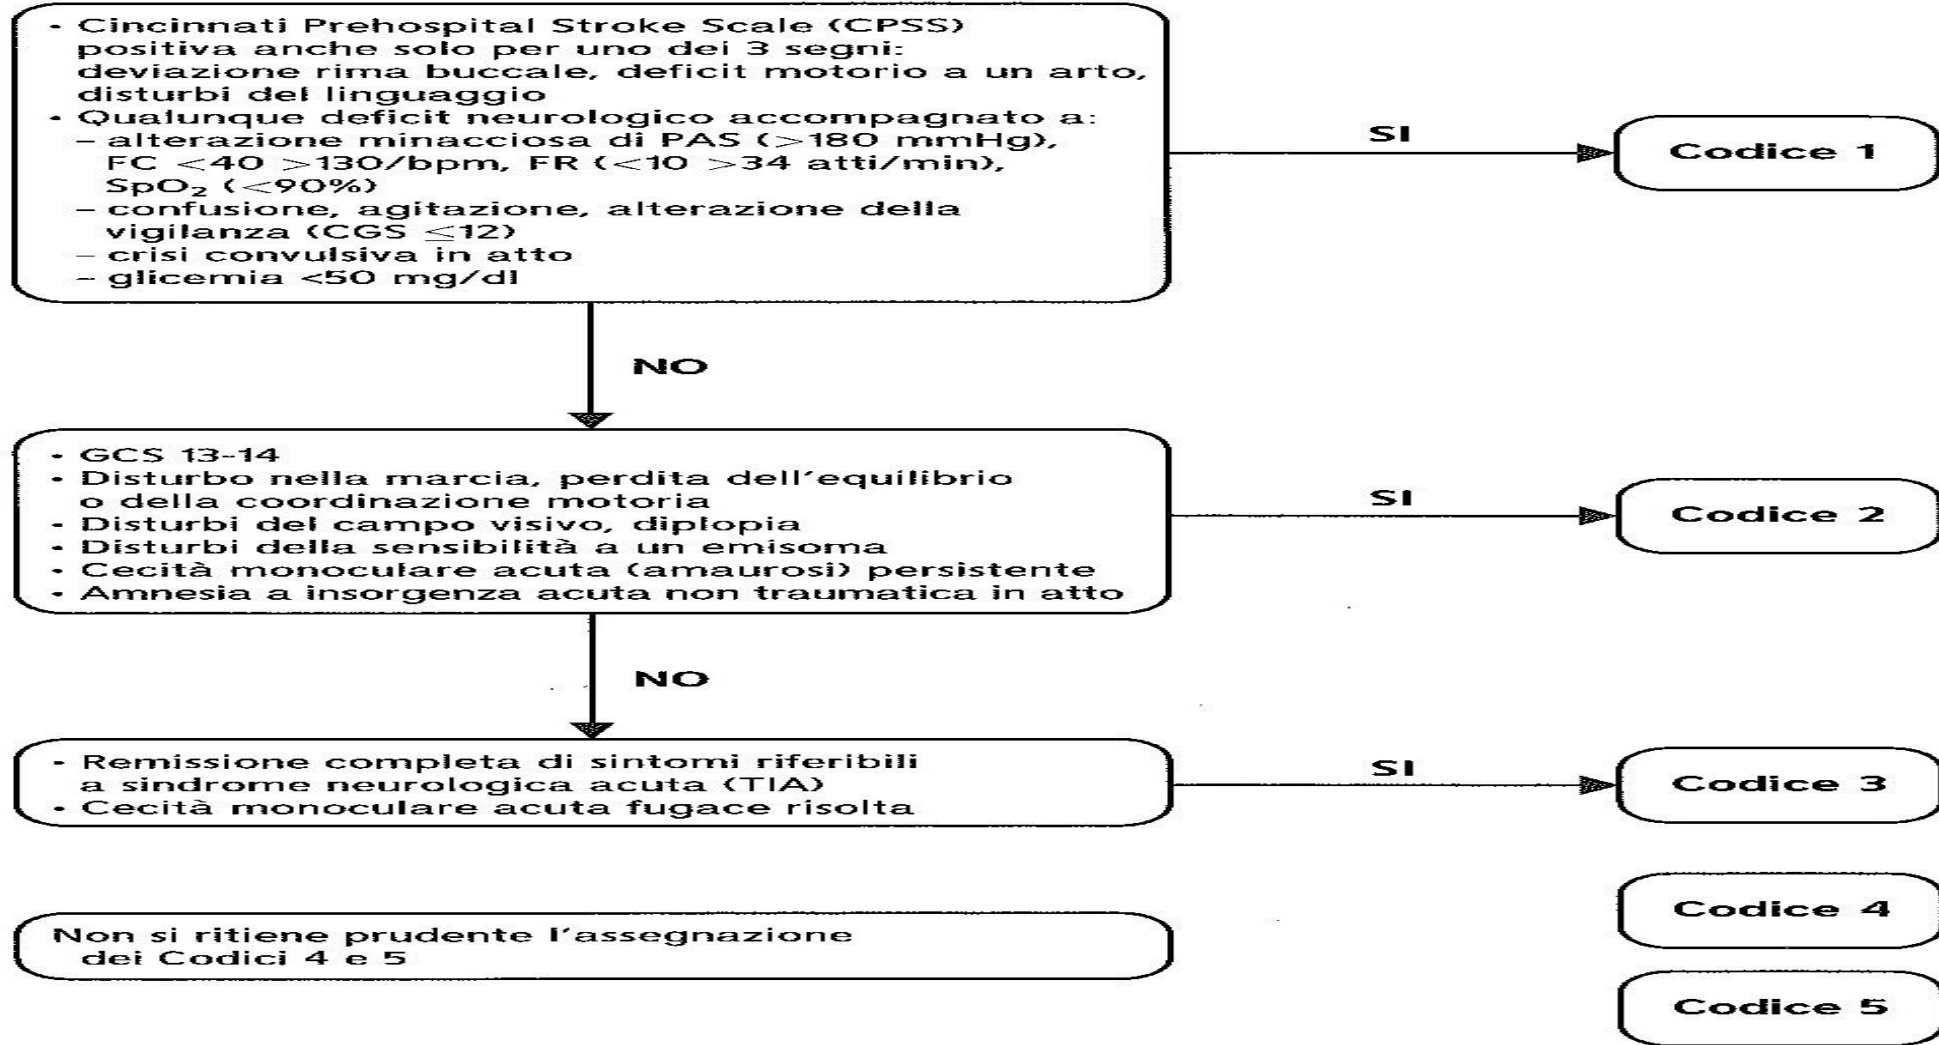 • Cincinnati Prehospital Stroke Scale (CPSS)
positiva anche solo per uno dei 3 segni:
deviazione rima buccale, deficit motorio a un arto,
disturbi del linguaggio
• Qualunque deficit neurologico accompagnato a:
– alterazione minacciosa di PAS (>180 mmHg),
FC <40 >130/bpm, FR (<10 >34 atti/min),
SpO₂ (<90%)
– confusione, agitazione, alterazione della
vigilanza (CGS ≤12)
– crisi convulsiva in atto
– glicemia <50 mg/dl
SI
Codice 1
NO
• GCS 13-14
• Disturbo nella marcia, perdita dell'equilibrio
o della coordinazione motoria
• Disturbi del campo visivo, diplopia
• Disturbi della sensibilità a un emisoma
• Cecità monoculare acuta (amaurosi) persistente
• Amnesia a insorgenza acuta non traumatica in atto
SI
Codice 2
NO
• Remissione completa di sintomi riferibili
a sindrome neurologica acuta (TIA)
• Cecità monoculare acuta fugace risolta
SI
Codice 3
Non si ritiene prudente l'assegnazione
dei Codici 4 e 5
Codice 4
Codice 5